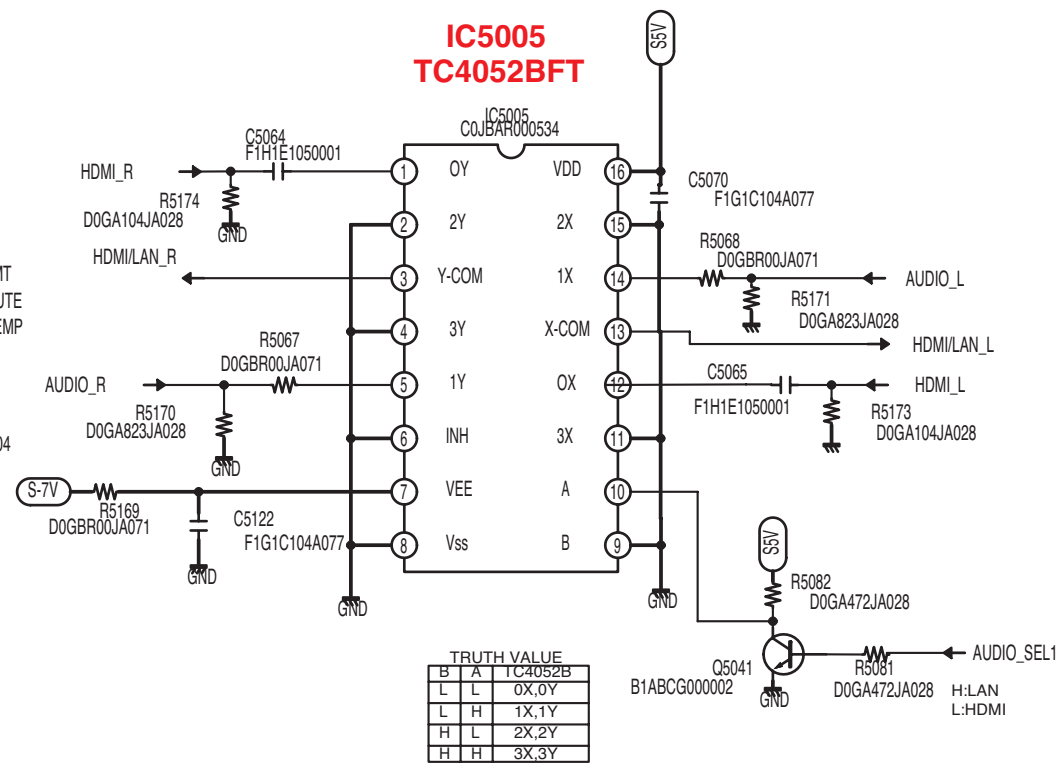 IC5005
TC4052BFT
S5V
IC5005
C0JBAR000534
C5064
F1H1E1050001
HDMI_R
R5174
D0GA104JA028
GND
1 OY VDD 16
C5070
F1G1C104A077
2 2Y 2X 15
HDMI/LAN_R
3 Y-COM 1X 14
R5068
D0GBR00JA071
AUDIO_L
R5171
D0GA823JA028
MT
UTE
EMP
4 3Y X-COM 13
HDMI/LAN_L
R5067
D0GBR00JA071
AUDIO_R
5 1Y OX 12
C5065
F1H1E1050001
HDMI_L
R5170
D0GA823JA028
GND
R5173
D0GA104JA028
04
6 INH 3X 11
S-7V
R5169
D0GBR00JA071
7 VEE A 10
C5122
F1G1C104A077
GND
8 Vss B 9
GND
GND
S5V
R5082
D0GA472JA028
Q5041
B1ABCG000002
GND
R5081
D0GA472JA028
AUDIO_SEL1
H:LAN
L:HDMI
TRUTH VALUE
B A TC4052B
L L 0X,0Y
L H 1X,1Y
H L 2X,2Y
H H 3X,3Y